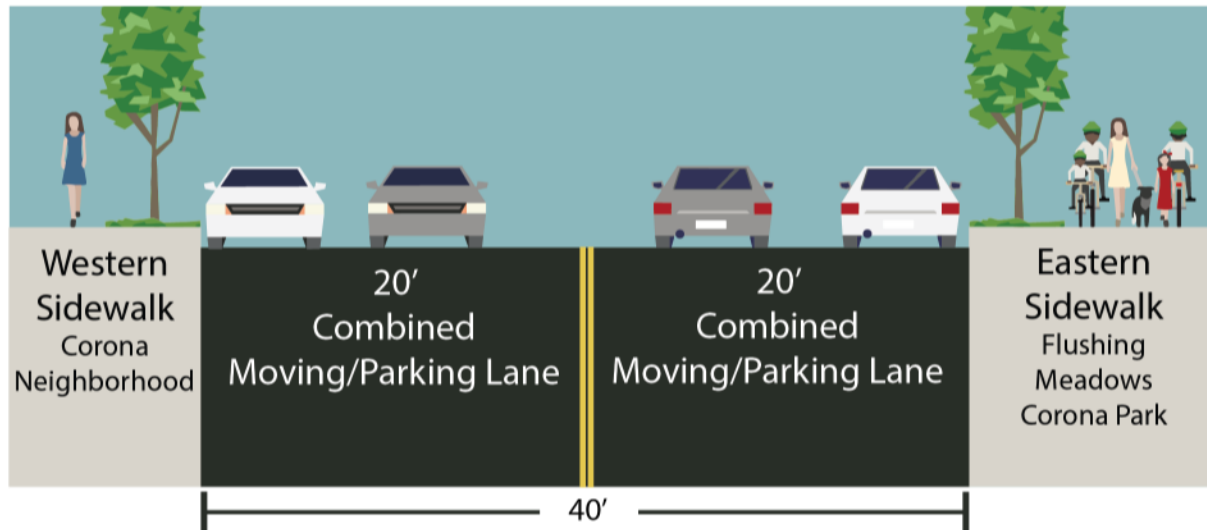 Western
Sidewalk
Corona
Neighborhood
20′
Combined
Moving/Parking Lane
20′
Combined
Moving/Parking Lane
Eastern
Sidewalk
Flushing
Meadows
Corona Park
40′